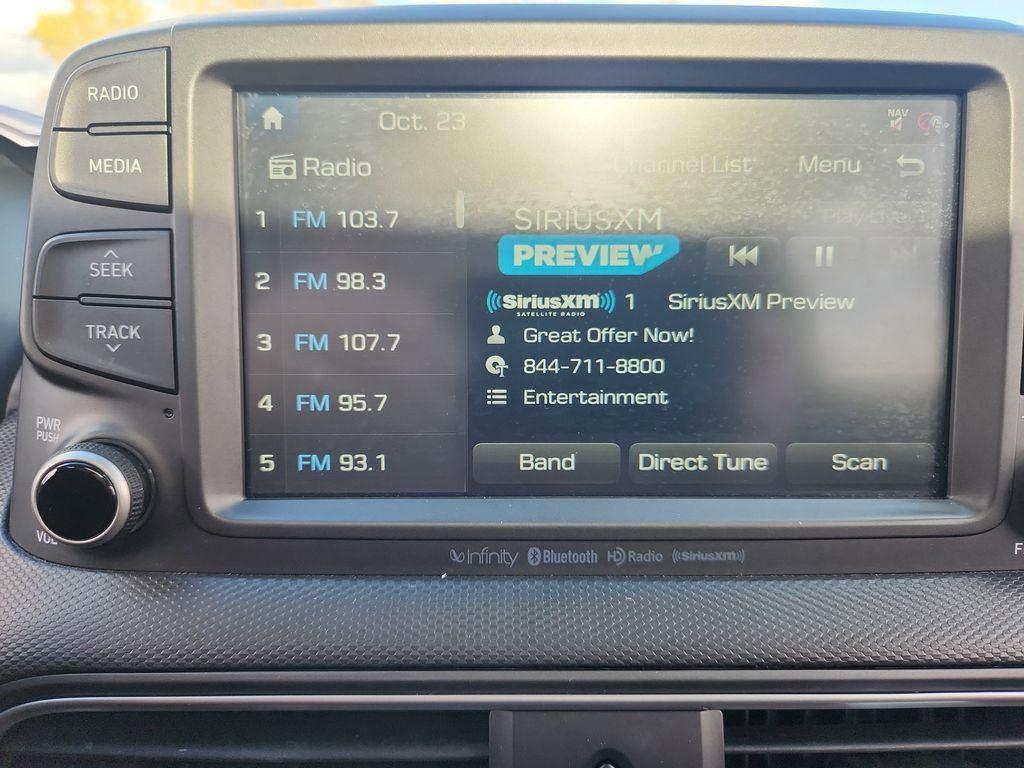 RADIO
MEDIA
SEEK
TRACK
PWR
PUSH
VOL
Oct. 23
NAV
Radio
Channel List
Menu
1 FM 103.7
2 FM 98.3
3 FM 107.7
4 FM 95.7
5 FM 93.1
SIRIUSXM
PREVIEW
Play Live
SiriusXM 1 SiriusXM Preview
SATELLITE RADIO
Great Offer Now!
844-711-8800
Entertainment
Band
Direct Tune
Scan
Infinity Bluetooth HD Radio SiriusXM
F